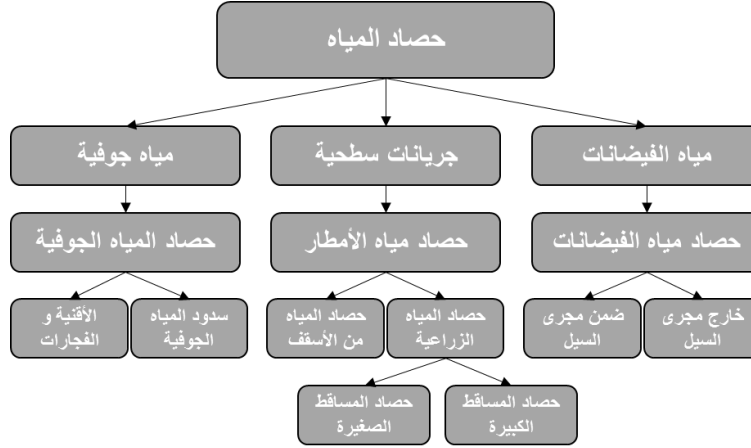 حصاد المياه
مياه الفيضانات
جريانات سطحية
مياه جوفية
حصاد مياه الفيضانات
حصاد مياه الأمطار
حصاد المياه الجوفية
خارج مجرى
السيل
ضمن مجرى
السيل
حصاد المياه
الزراعية
حصاد المياه
من الأسقف
سدود المياه
الجوفية
الأقنية و
الفجارات
حصاد المساقط
الكبيرة
حصاد المساقط
الصغيرة